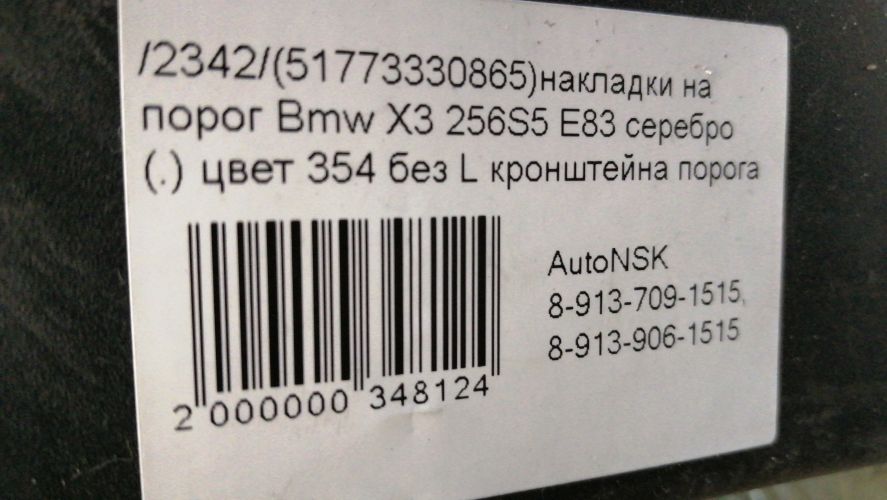 /2342/(51773330865)накладки на
порог Bmw X3 256S5 E83 серебро
(.) цвет 354 без L кронштейна порога
AutoNSK
8-913-709-1515,
8-913-906-1515
2 000000 348124